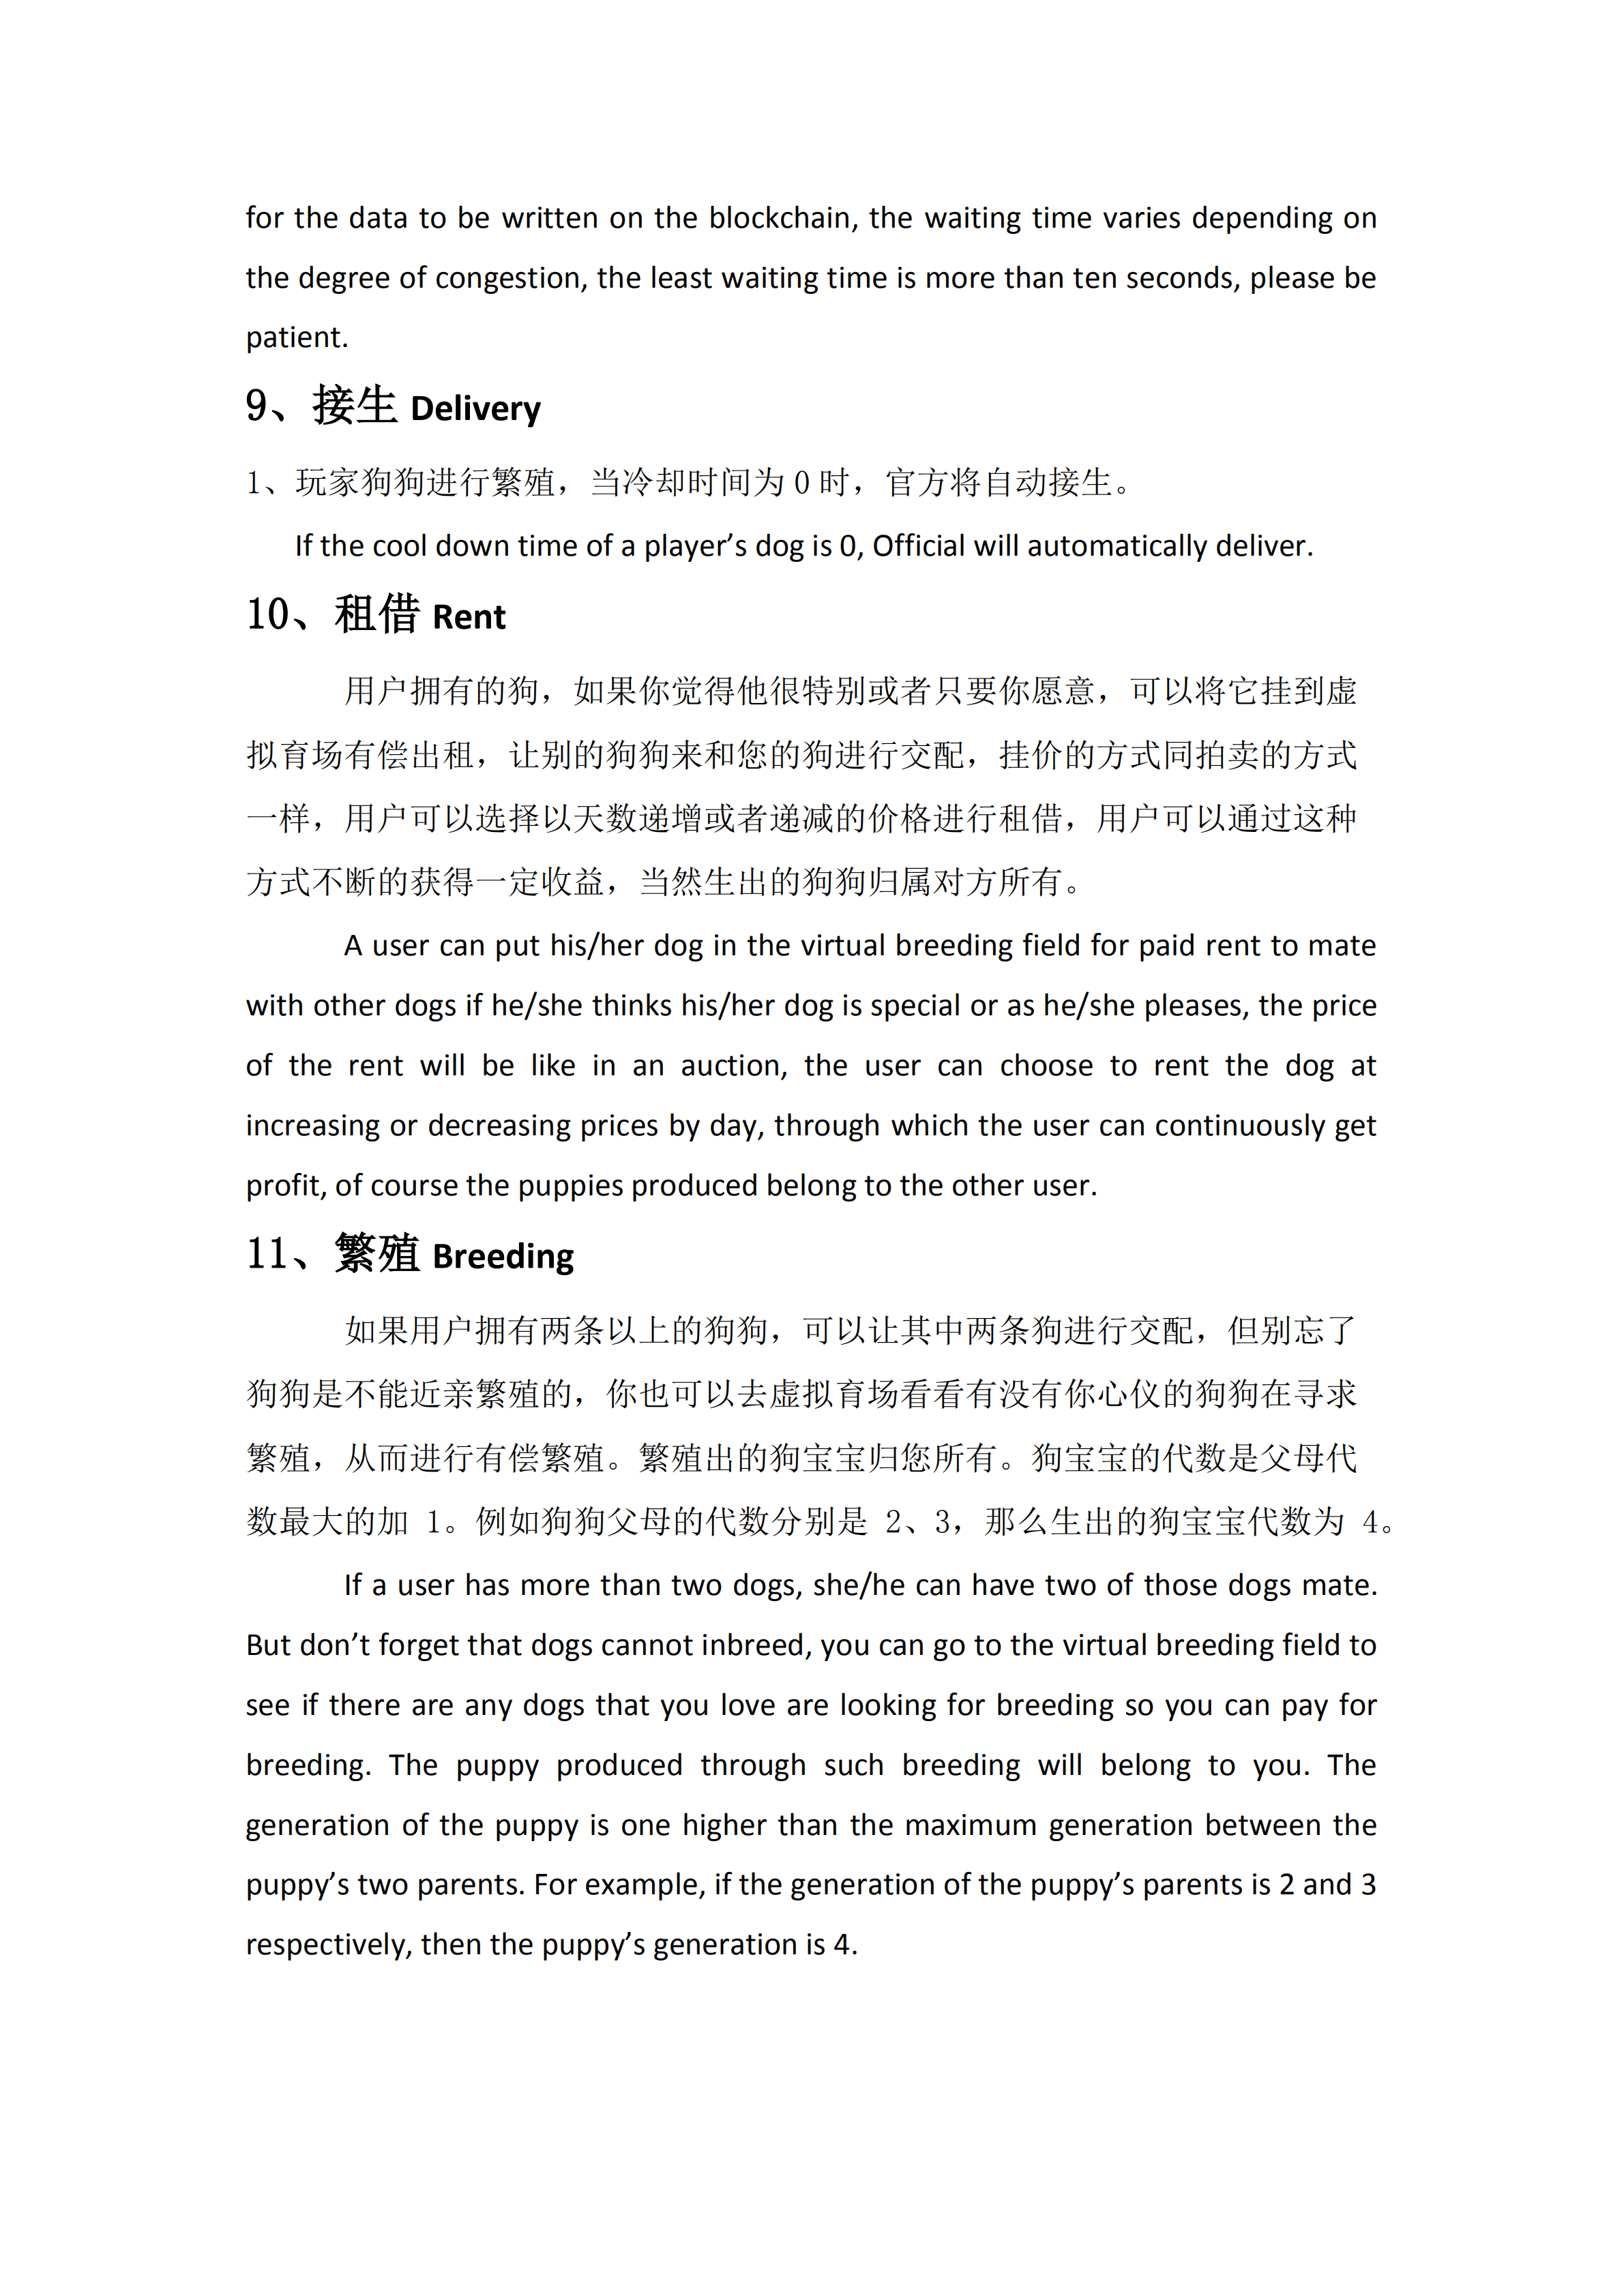 for the data to be written on the blockchain, the waiting time varies depending on
the degree of congestion, the least waiting time is more than ten seconds, please be
patient.
9、接生 Delivery
1、玩家狗狗进行繁殖，当冷却时间为 0 时，官方将自动接生。
If the cool down time of a player’s dog is 0, Official will automatically deliver.
10、租借 Rent
用户拥有的狗，如果你觉得他很特别或者只要你愿意，可以将它挂到虚
拟育场有偿出租，让别的狗狗来和您的狗进行交配，挂价的方式同拍卖的方式
一样，用户可以选择以天数递增或者递减的价格进行租借，用户可以通过这种
方式不断的获得一定收益，当然生出的狗狗归属对方所有。
A user can put his/her dog in the virtual breeding field for paid rent to mate
with other dogs if he/she thinks his/her dog is special or as he/she pleases, the price
of the rent will be like in an auction, the user can choose to rent the dog at
increasing or decreasing prices by day, through which the user can continuously get
profit, of course the puppies produced belong to the other user.
11、繁殖 Breeding
如果用户拥有两条以上的狗狗，可以让其中两条狗进行交配，但别忘了
狗狗是不能近亲繁殖的，你也可以去虚拟育场看看有没有你心仪的狗狗在寻求
繁殖，从而进行有偿繁殖。繁殖出的狗宝宝归您所有。狗宝宝的代数是父母代
数最大的加 1。例如狗狗父母的代数分别是 2、3，那么生出的狗宝宝代数为 4。
If a user has more than two dogs, she/he can have two of those dogs mate.
But don’t forget that dogs cannot inbreed, you can go to the virtual breeding field to
see if there are any dogs that you love are looking for breeding so you can pay for
breeding. The puppy produced through such breeding will belong to you. The
generation of the puppy is one higher than the maximum generation between the
puppy’s two parents. For example, if the generation of the puppy’s parents is 2 and 3
respectively, then the puppy’s generation is 4.